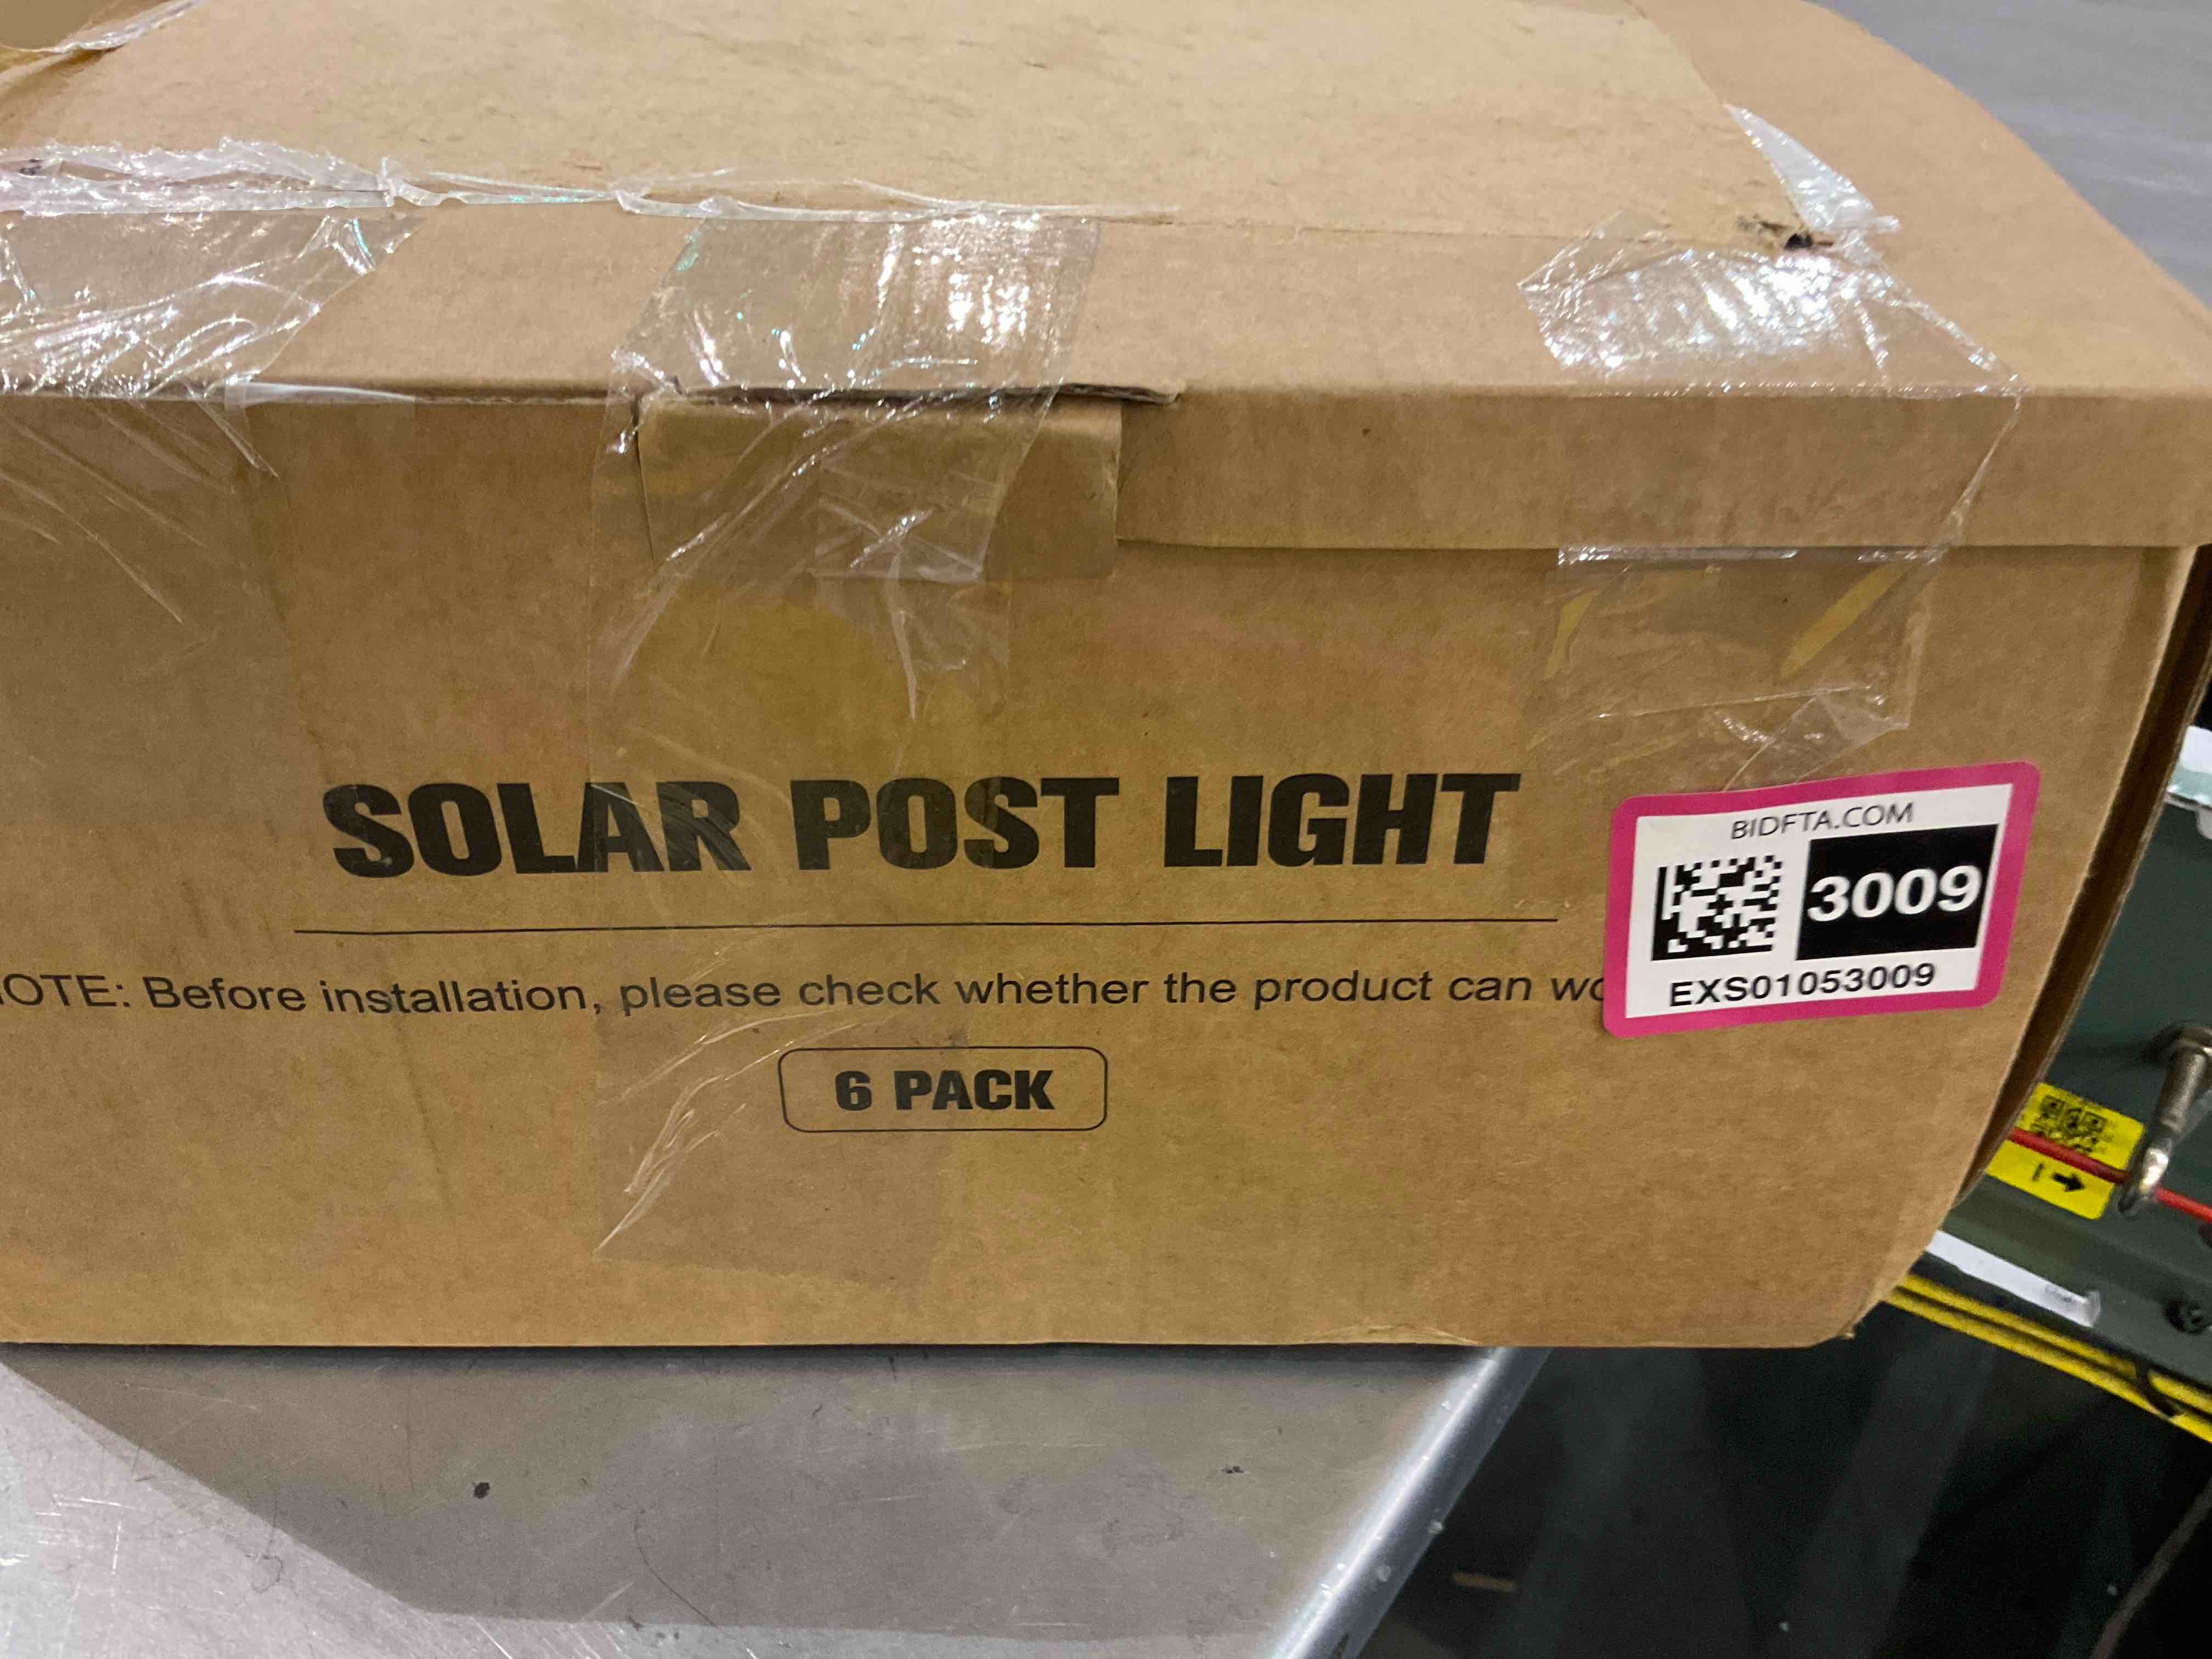 SOLAR POST LIGHT
BIDFTA.COM
3009
EXS01053009
OTE: Before installation, please check whether the product can wo
6 PACK